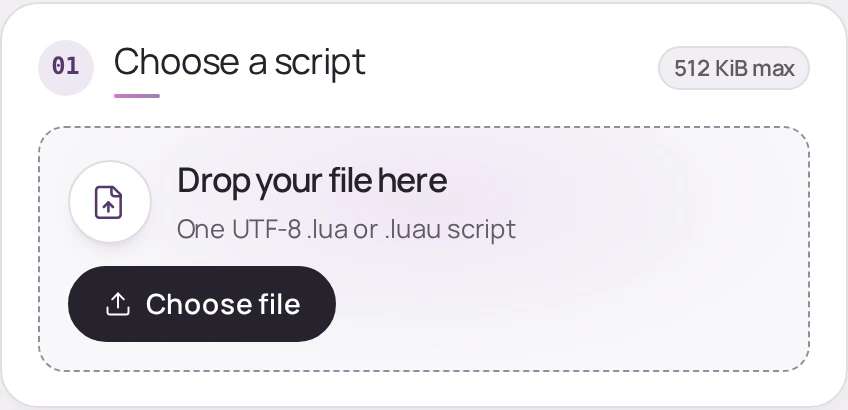 01
Choose a script
512 KiB max
Drop your file here
One UTF-8 .lua or .luau script
Choose file